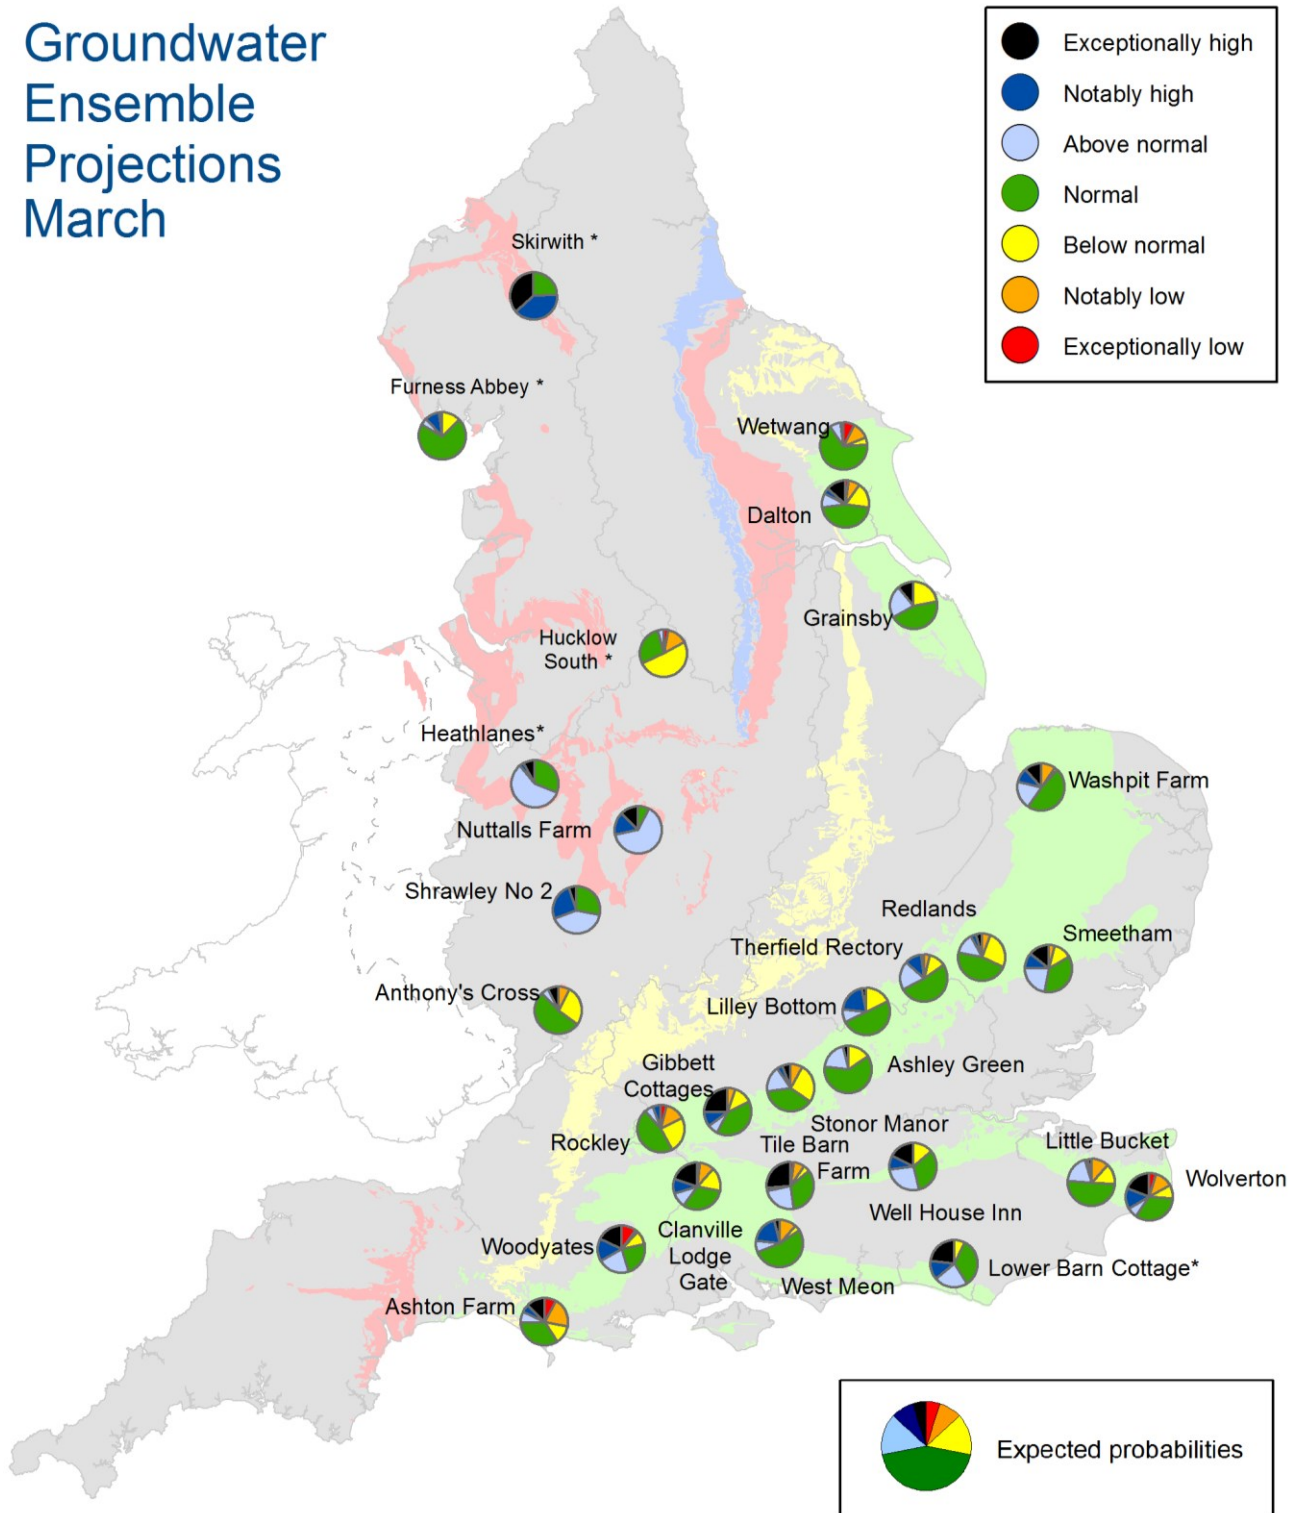 Groundwater
Ensemble
Projections
March
Exceptionally high
Notably high
Above normal
Normal
Below normal
Notably low
Exceptionally low
Skirwith *
Furness Abbey *
Wetwang
Dalton
Grainsby
Hucklow
South *
Heathlanes*
Washpit Farm
Nuttalls Farm
Shrawley No 2
Redlands
Smeetham
Therfield Rectory
Anthony's Cross
Lilley Bottom
Gibbett
Cottages
Ashley Green
Rockley
Stonor Manor
Tile Barn
Farm
Little Bucket
Wolverton
Well House Inn
Clanville
Lodge
Gate
Woodyates
West Meon
Lower Barn Cottage*
Ashton Farm
Expected probabilities